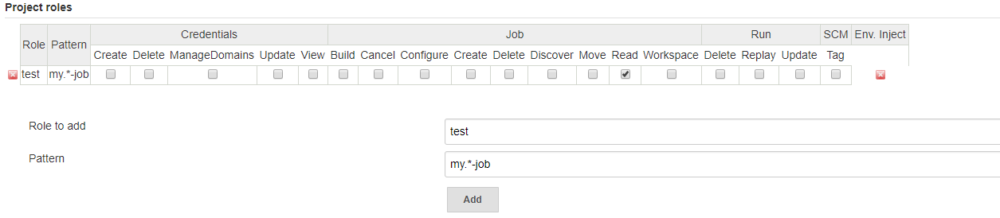 Project roles
Role Pattern Credentials Job Run SCM Env. Inject
Create Delete ManageDomains Update View Build Cancel Configure Create Delete Discover Move Read Workspace Delete Replay Update Tag
test my.*-job
Role to add test
Pattern my.*-job
Add